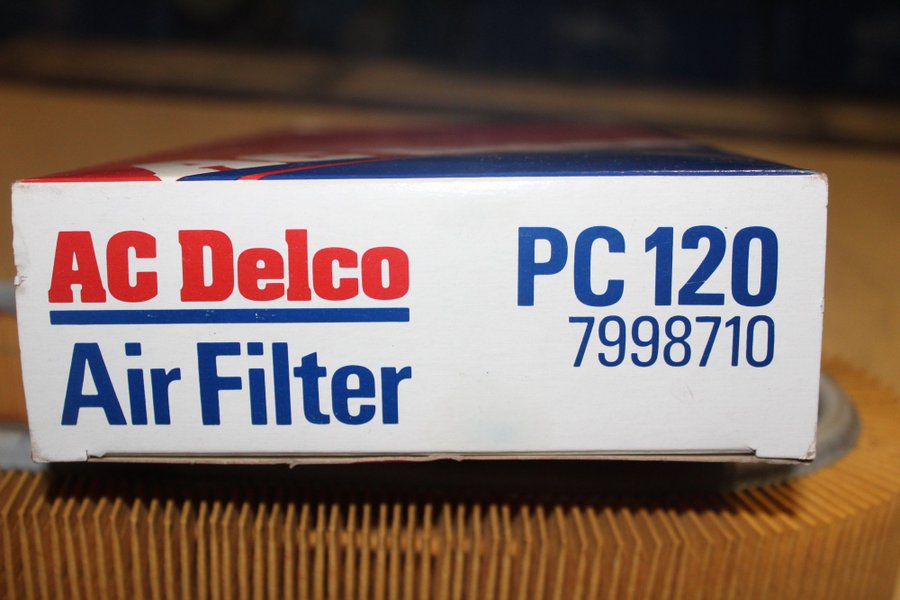 AC Delco
Air Filter
PC 120
7998710